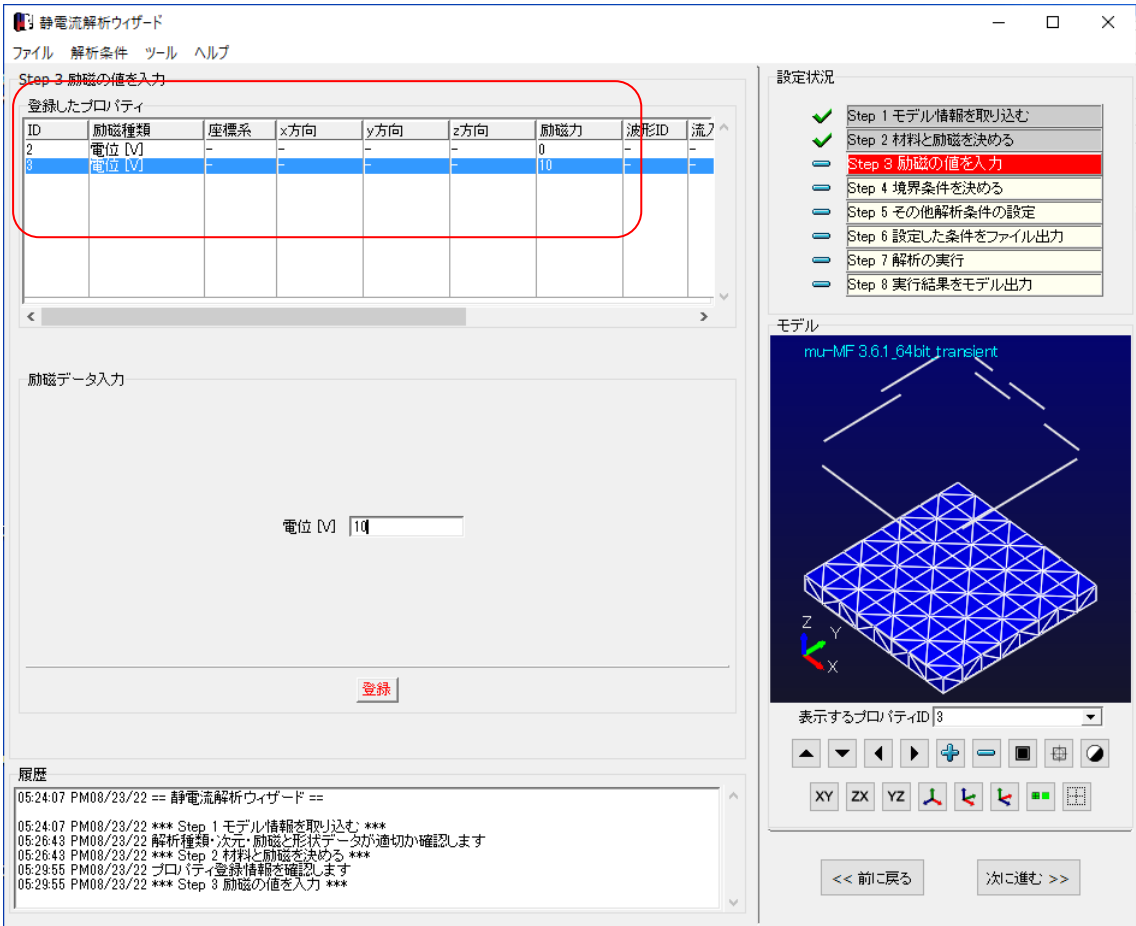 静電流解析ウィザード
ファイル 解析条件 ツール ヘルプ
Step 3 励磁の値を入力
登録したプロパティ
ID 励磁種類 座標系 x方向 y方向 z方向 励磁力 波形ID
2 電位 [V] - - - - 0 - -
3 電位 [V] - - - - 10 - -
励磁データ入力
電位 [V] 10
登録
履歴
05:24:07 PM08/23/22 == 静電流解析ウィザード ==
05:24:07 PM08/23/22 *** Step 1 モデル情報を取り込む ***
05:26:43 PM08/23/22 解析種類・次元・励磁と形状データが適切か確認します
05:26:43 PM08/23/22 *** Step 2 材料と励磁を決める ***
05:29:55 PM08/23/22 プロパティ登録情報を確認します
05:29:55 PM08/23/22 *** Step 3 励磁の値を入力 ***
設定状況
Step 1 モデル情報を取り込む
Step 2 材料と励磁を決める
Step 3 励磁の値を入力
Step 4 境界条件を決める
Step 5 その他解析条件の設定
Step 6 設定した条件をファイル出力
Step 7 解析の実行
Step 8 実行結果をモデル出力
モデル
mu-MF 3.6.1_64bit_transient
Z
Y
X
表示するプロパティID 3
XY ZX YZ
<< 前に戻る 次に進む >>